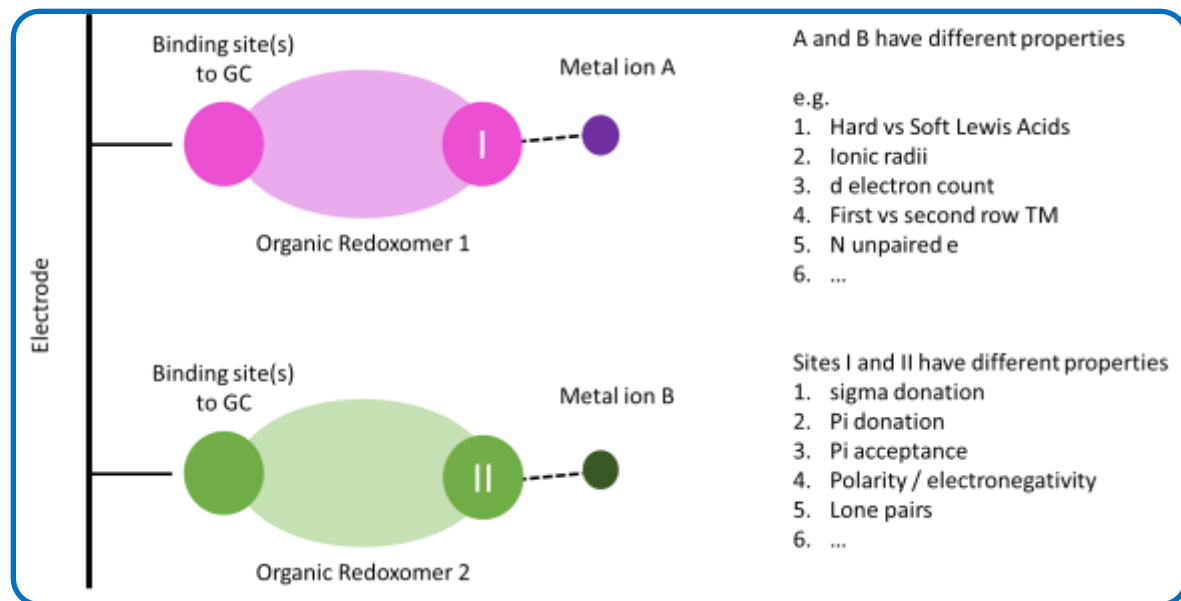 Electrode
Binding site(s)
to GC
I
Metal ion A
Organic Redoxomer 1
A and B have different properties
e.g.
1. Hard vs Soft Lewis Acids
2. Ionic radii
3. d electron count
4. First vs second row TM
5. N unpaired e
6. ...
Binding site(s)
to GC
II
Metal ion B
Organic Redoxomer 2
Sites I and II have different properties
1. sigma donation
2. Pi donation
3. Pi acceptance
4. Polarity / electronegativity
5. Lone pairs
6. ...